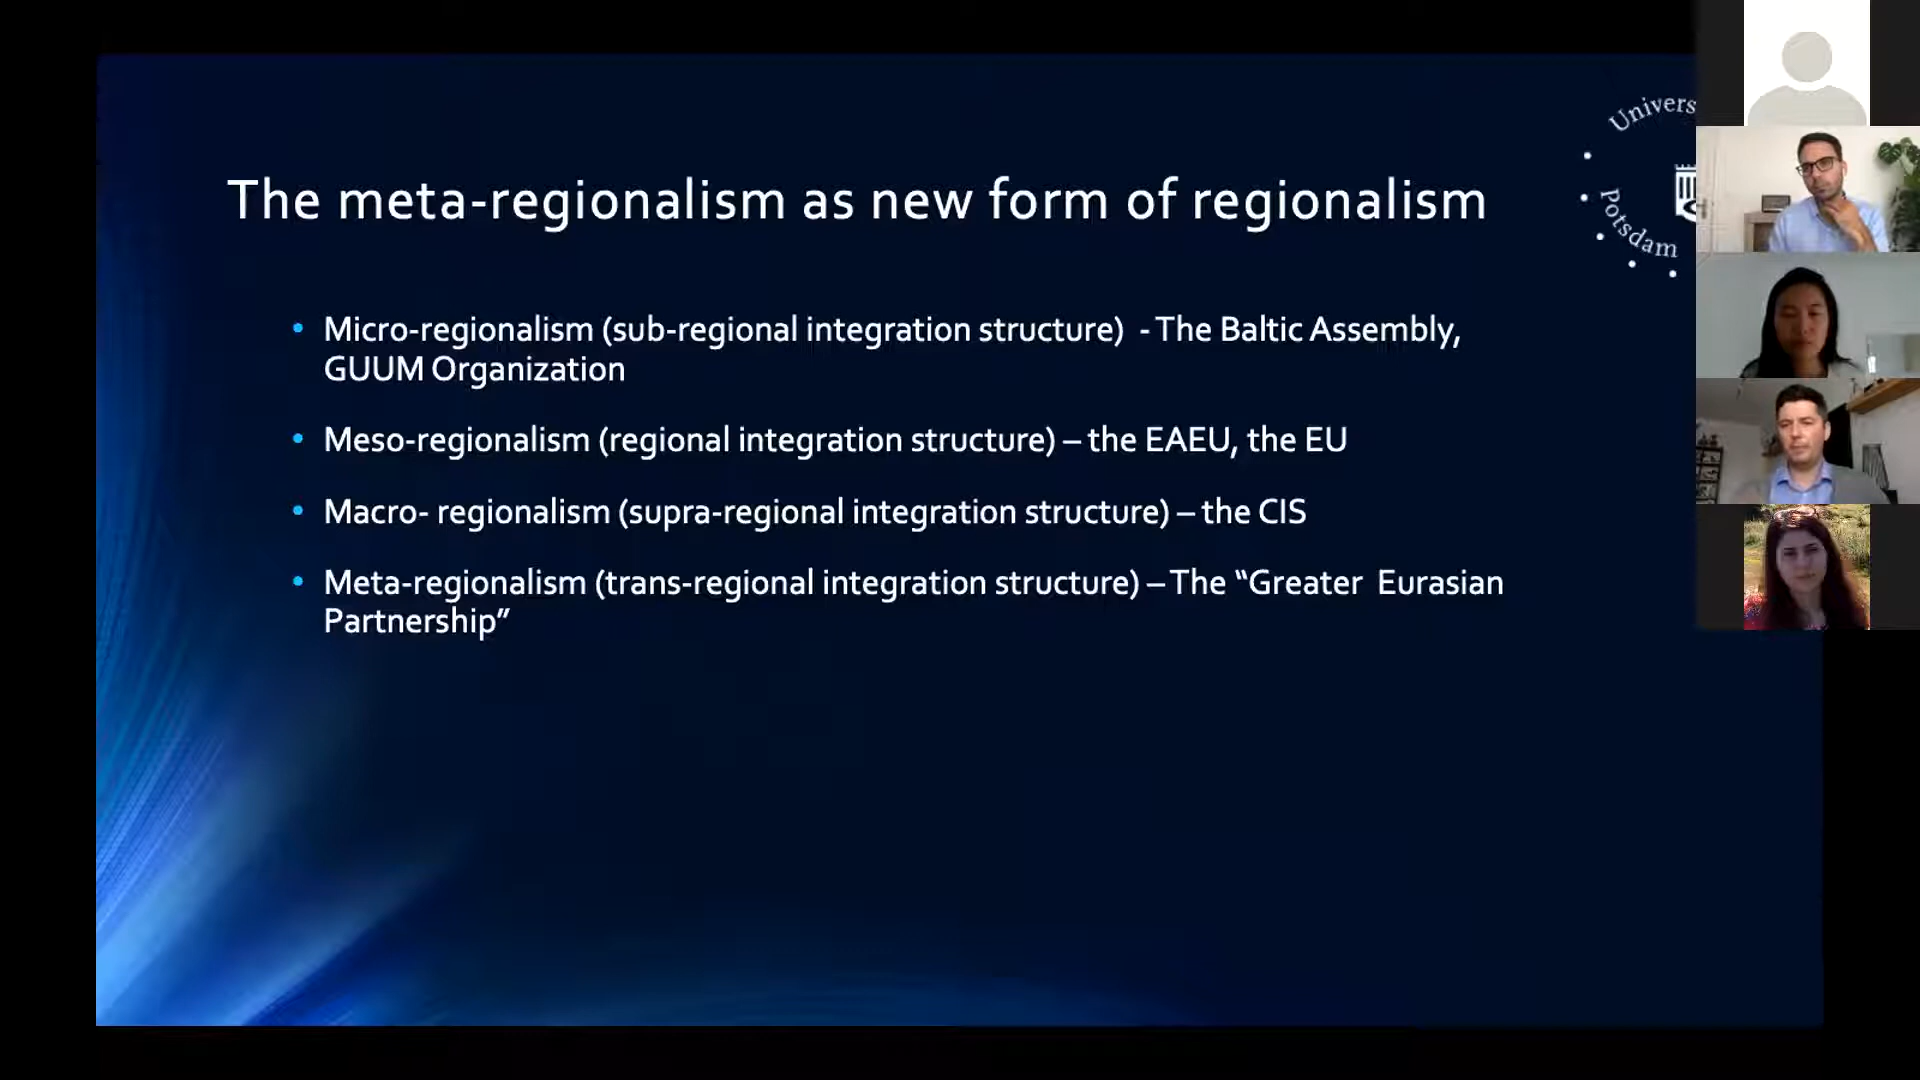 The meta-regionalism as new form of regionalism
Univers
Potsdam
• Micro-regionalism (sub-regional integration structure)  - The Baltic Assembly,
GUUM Organization
• Meso-regionalism (regional integration structure) – the EAEU, the EU
• Macro- regionalism (supra-regional integration structure) – the CIS
• Meta-regionalism (trans-regional integration structure) – The “Greater  Eurasian
Partnership”